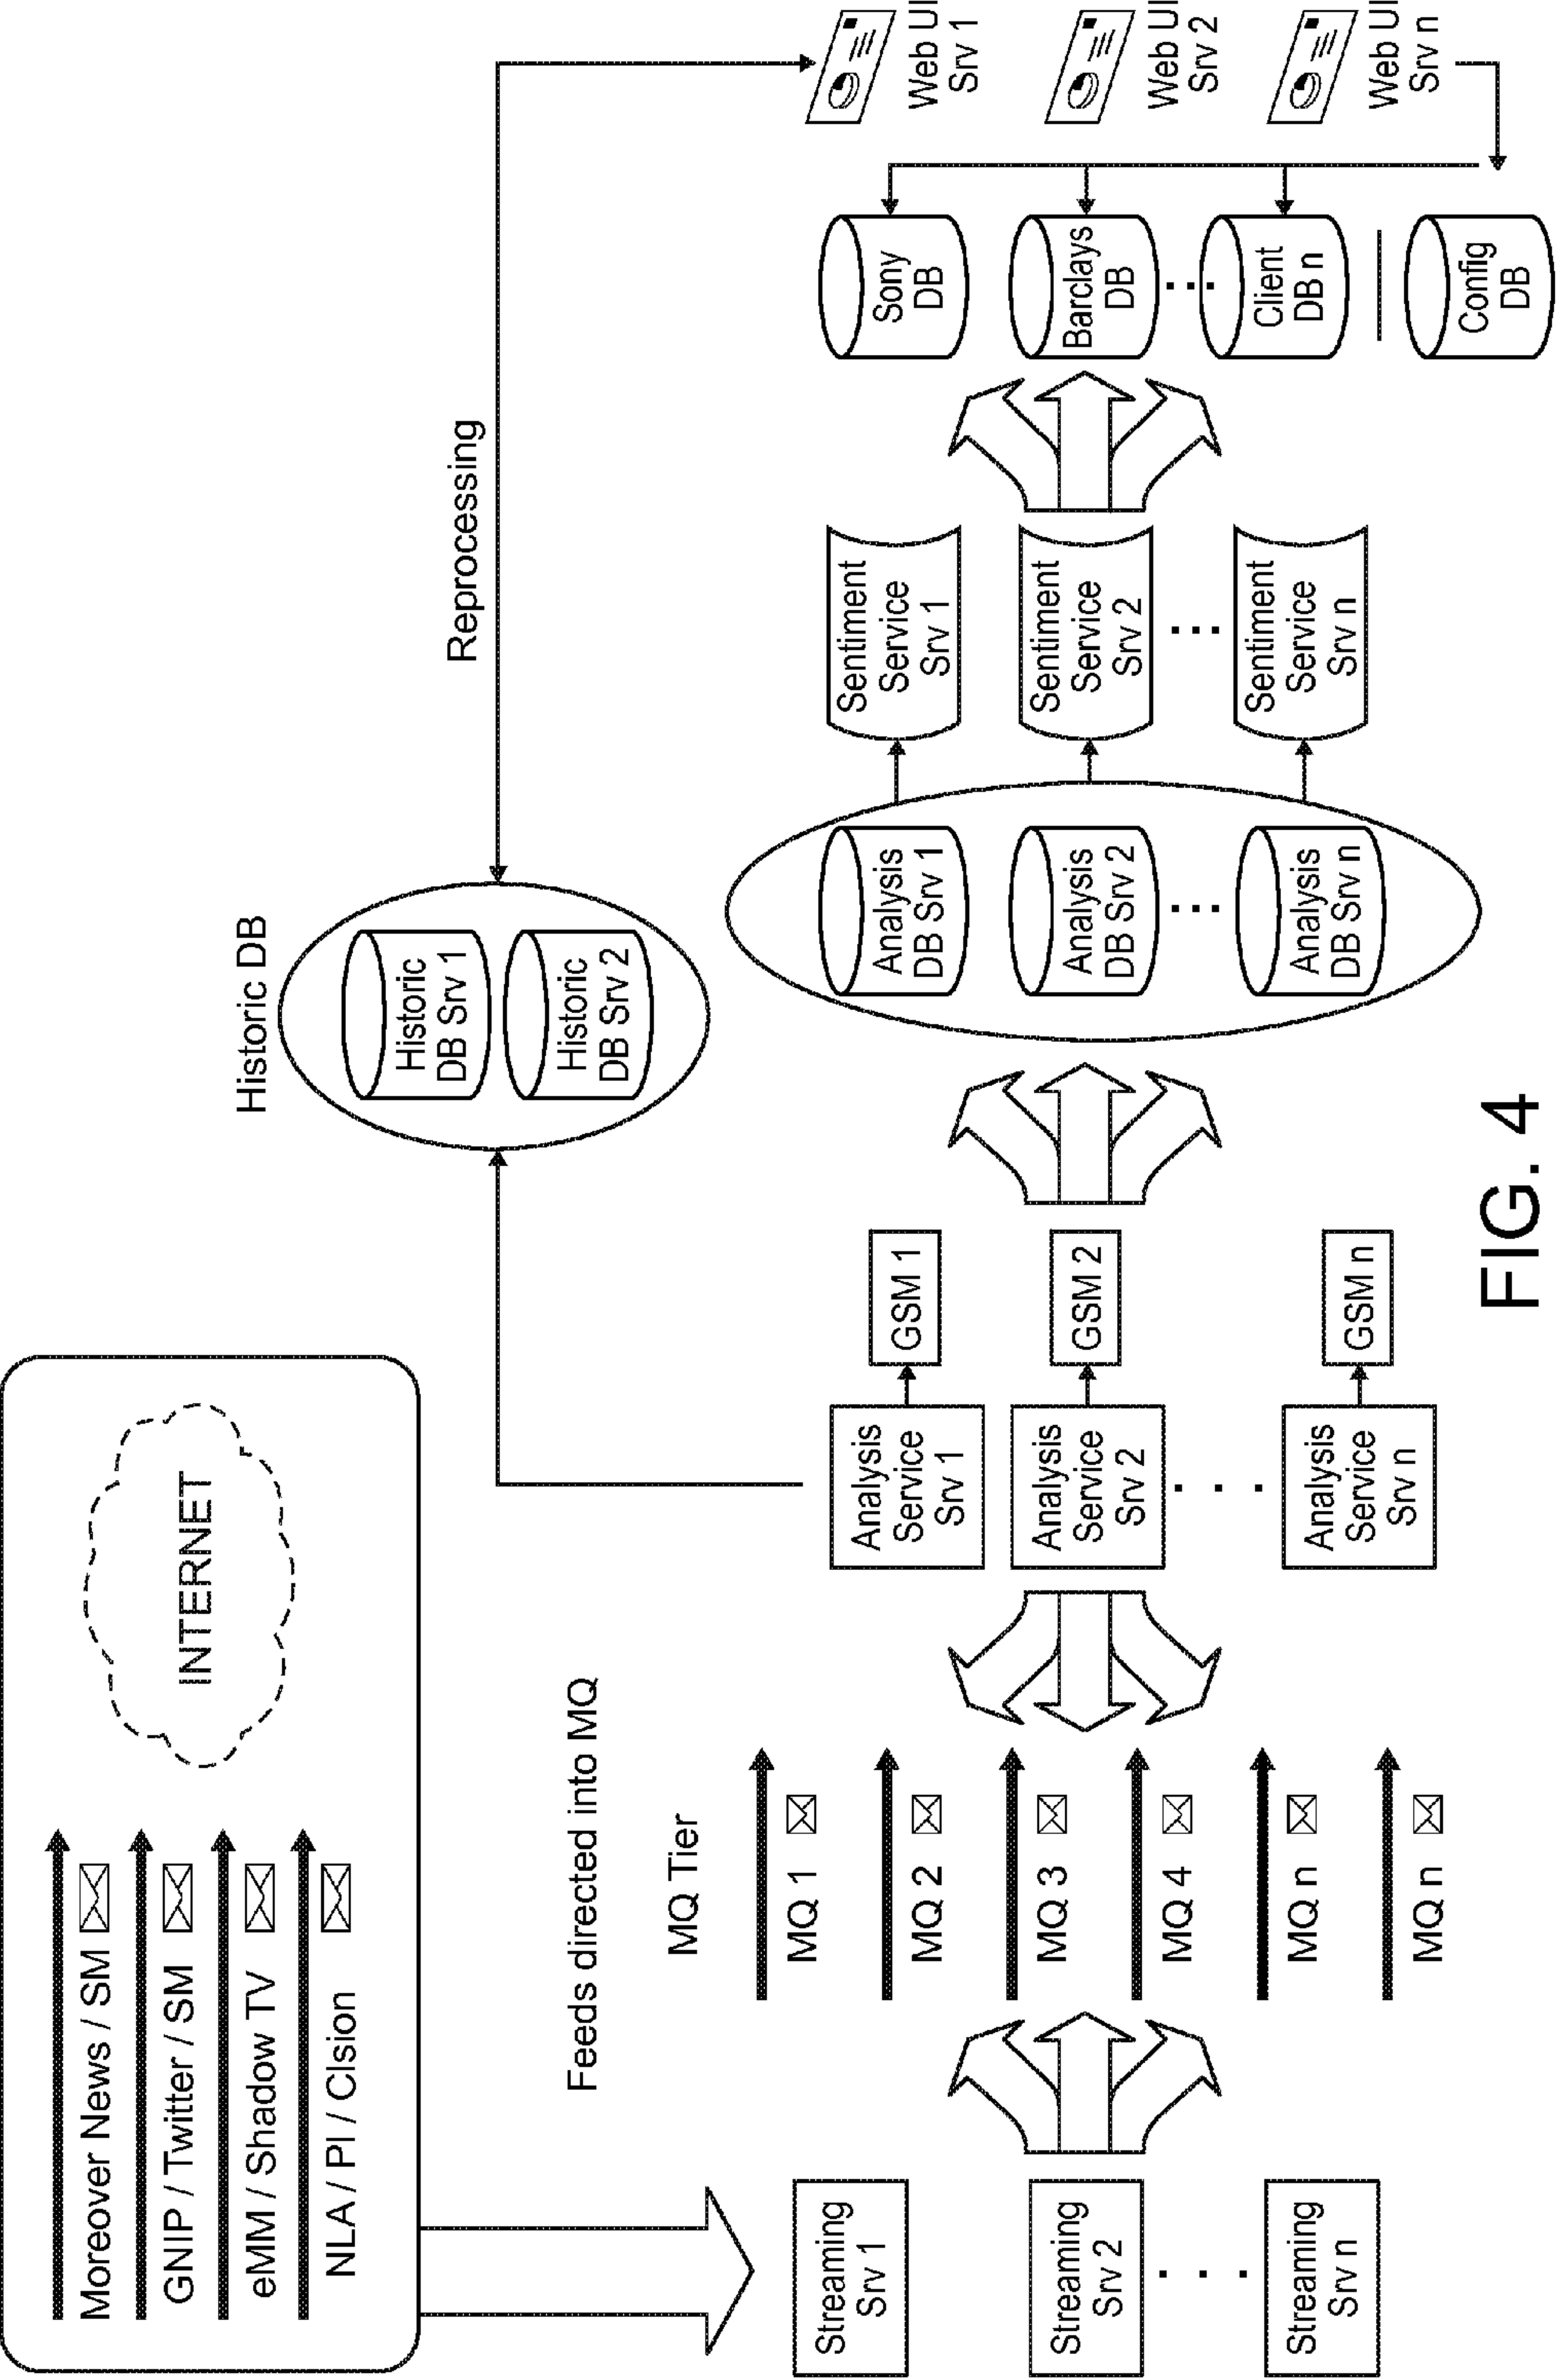 INTERNET
Moreover News / SM
GNIP / Twitter / SM
eMM / Shadow TV
NLA / PI / CIsion
Feeds directed into MQ
Streaming
Srv 1
Streaming
Srv 2
Streaming
Srv n
MQ Tier
MQ 1
MQ 2
MQ 3
MQ 4
MQ n
MQ n
Analysis
Service
Srv 1
Analysis
Service
Srv 2
Analysis
Service
Srv n
GSM 1
GSM 2
GSM n
Historic DB
Historic
DB Srv 1
Historic
DB Srv 2
Reprocessing
Analysis
DB Srv 1
Analysis
DB Srv 2
Analysis
DB Srv n
Sentiment
Service
Srv 1
Sentiment
Service
Srv 2
Sentiment
Service
Srv n
Sony
DB
Barclays
DB
Client
DB n
Config
DB
Web UI
Srv 1
Web UI
Srv 2
Web UI
Srv n
FIG. 4